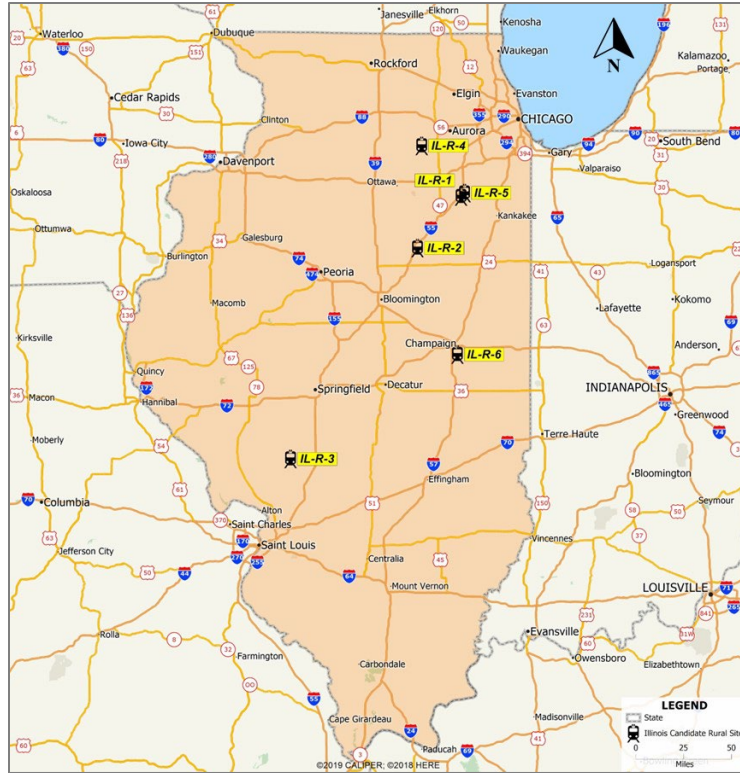 Janesville
Elkhorn
Kenosha
Waterloo
Dubuque
Waukegan
Rockford
Kalamazoo
Portage
N
Cedar Rapids
Elgin
Evanston
CHICAGO
Clinton
Aurora
Iowa City
IL-R-4
Gary
South Bend
Davenport
Valparaiso
IL-R-1
Ottawa
IL-R-5
Oskaloosa
Kankakee
Ottumwa
Galesburg
IL-R-2
Burlington
Logansport
Peoria
Macomb
Bloomington
Lafayette
Kokomo
Kirksville
Champaign
Anderson
IL-R-6
Quincy
Springfield
Decatur
INDIANAPOLIS
Macon
Hannibal
Greenwood
Moberly
Terre Haute
IL-R-3
Bloomington
Effingham
Columbia
Alton
Seymour
Saint Charles
Vincennes
Saint Louis
Jefferson City
Centralia
Mount Vernon
LOUISVILLE
Rolla
Evansville
Farmington
Owensboro
Carbondale
Elizabethtown
LEGEND
State
Illinois Candidate Rural Site
Cape Girardeau
Madisonville
0 25 50
Miles
Paducah
©2019 CALIPER; ©2018 HERE